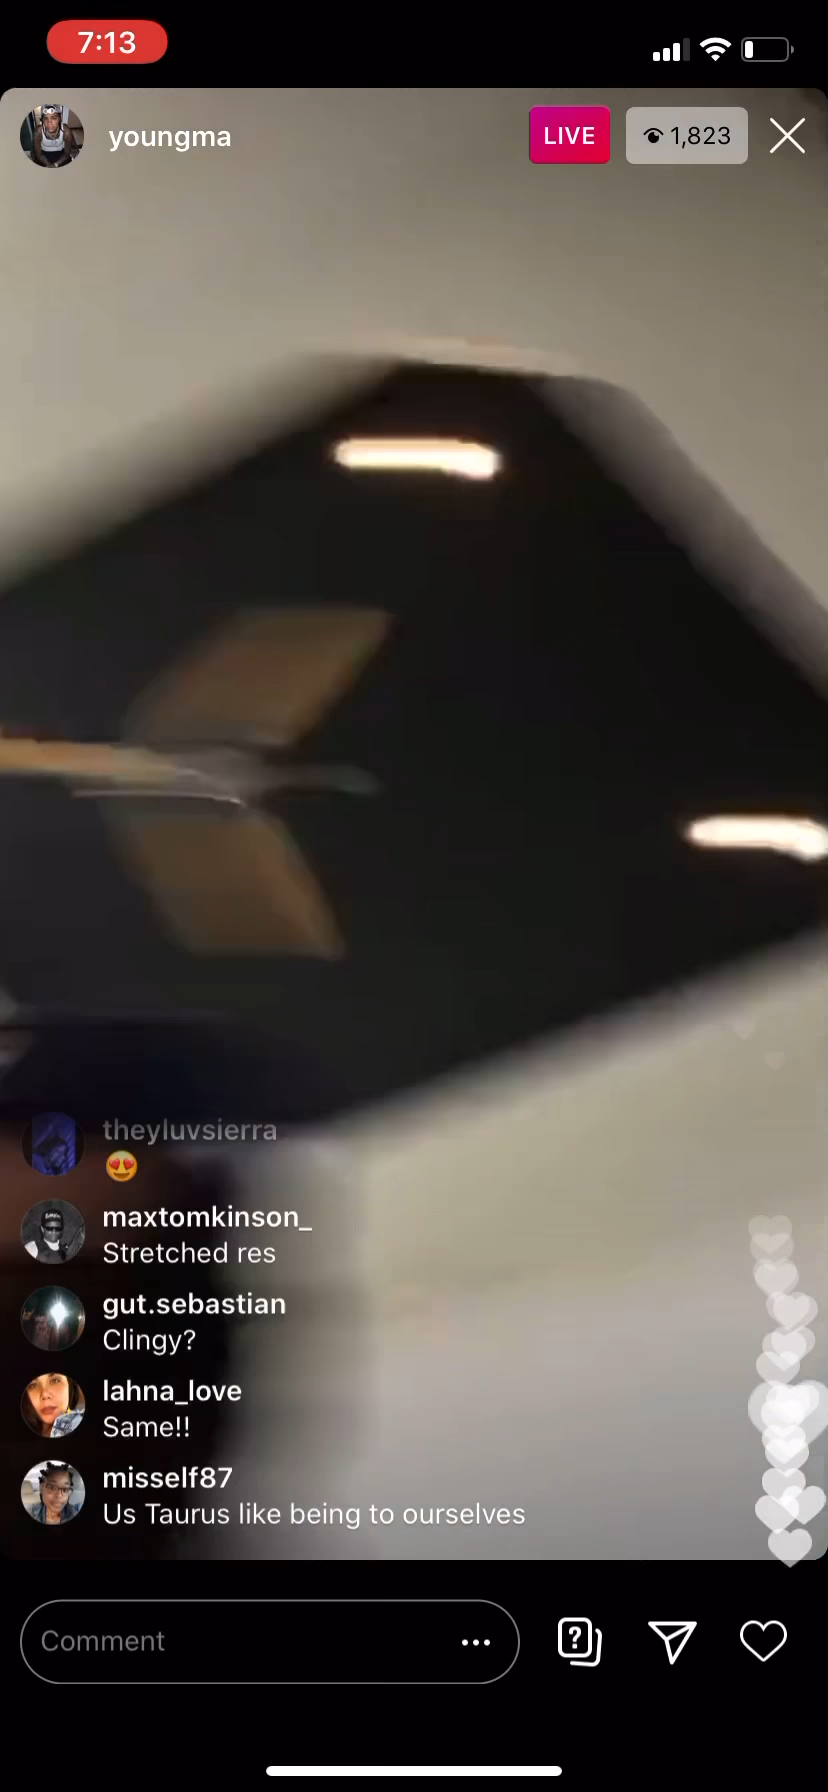 7:13
youngma
LIVE
1,823
theyluvsierra
😍
maxtomkinson_
Stretched res
gut.sebastian
Clingy?
lahna_love
Same!!
misself87
Us Taurus like being to ourselves
Comment